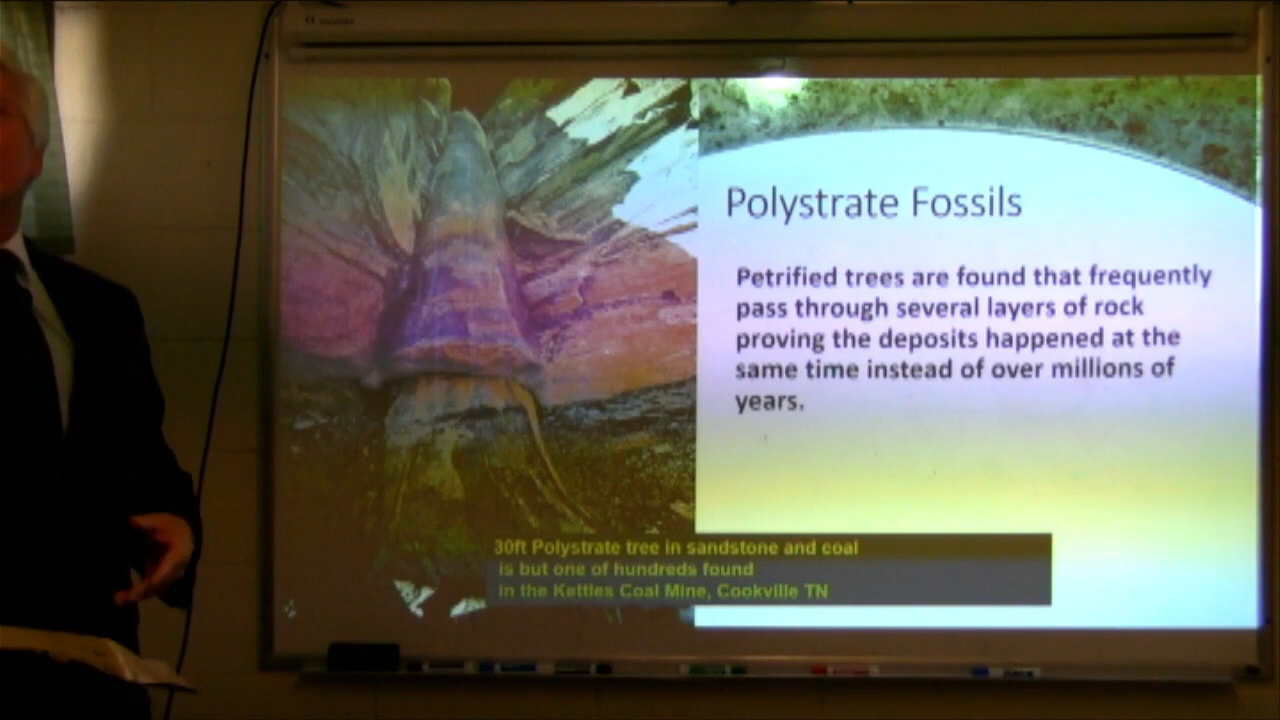 Polystrate Fossils
Petrified trees are found that frequently
pass through several layers of rock
proving the deposits happened at the
same time instead of over millions of
years.
30ft Polystrate tree in sandstone and coal
is but one of hundreds found
in the Kettles Coal Mine, Cookville TN